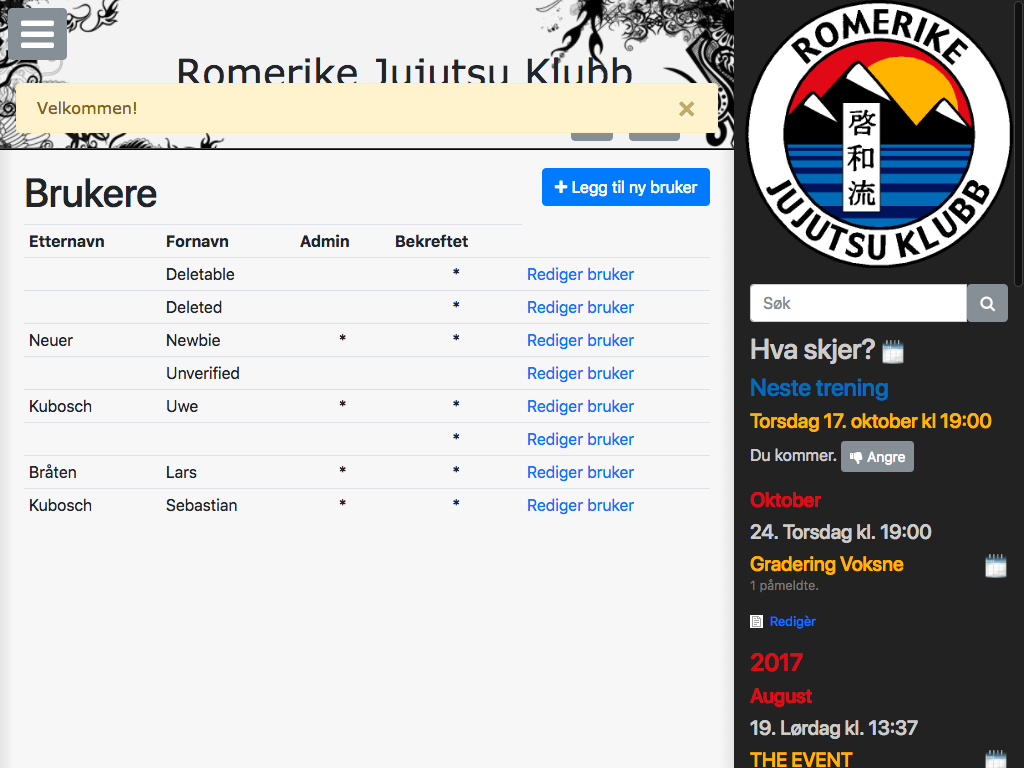 Romerike Jujutsu Klubb
Velkommen!
×
Brukere
Legg til ny bruker
Etternavn Fornavn Admin Bekreftet
Deletable * Rediger bruker
Deleted * Rediger bruker
Neuer Newbie * * Rediger bruker
Unverified Rediger bruker
Kubosch Uwe * * Rediger bruker
* Rediger bruker
Bråten Lars * * Rediger bruker
Kubosch Sebastian * * Rediger bruker
ROMERIKE
啓和流
JUJUTSU KLUBB
Søk
Hva skjer?
Neste trening
Torsdag 17. oktober kl 19:00
Du kommer. Angre
Oktober
24. Torsdag kl. 19:00
Gradering Voksne
1 påmeldte.
Redigèr
2017
August
19. Lørdag kl. 13:37
THE EVENT